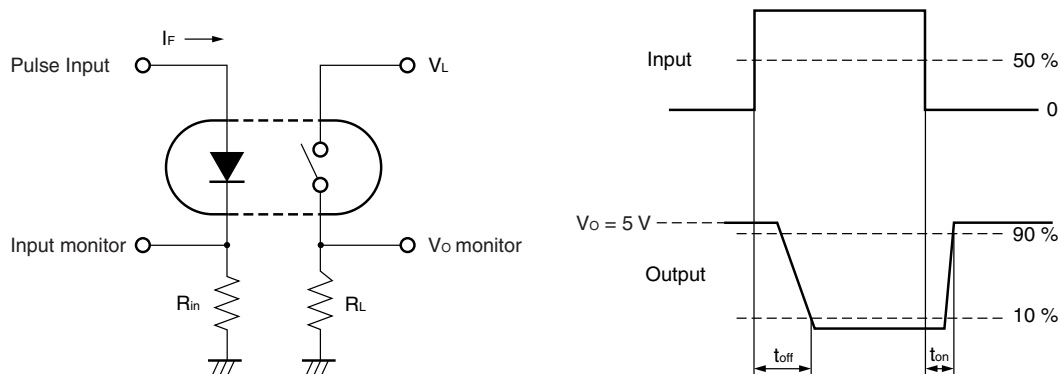 IF
Pulse Input
VL
Input monitor
VO monitor
Rin
RL
Input
50 %
0
VO = 5 V
90 %
Output
10 %
toff
ton